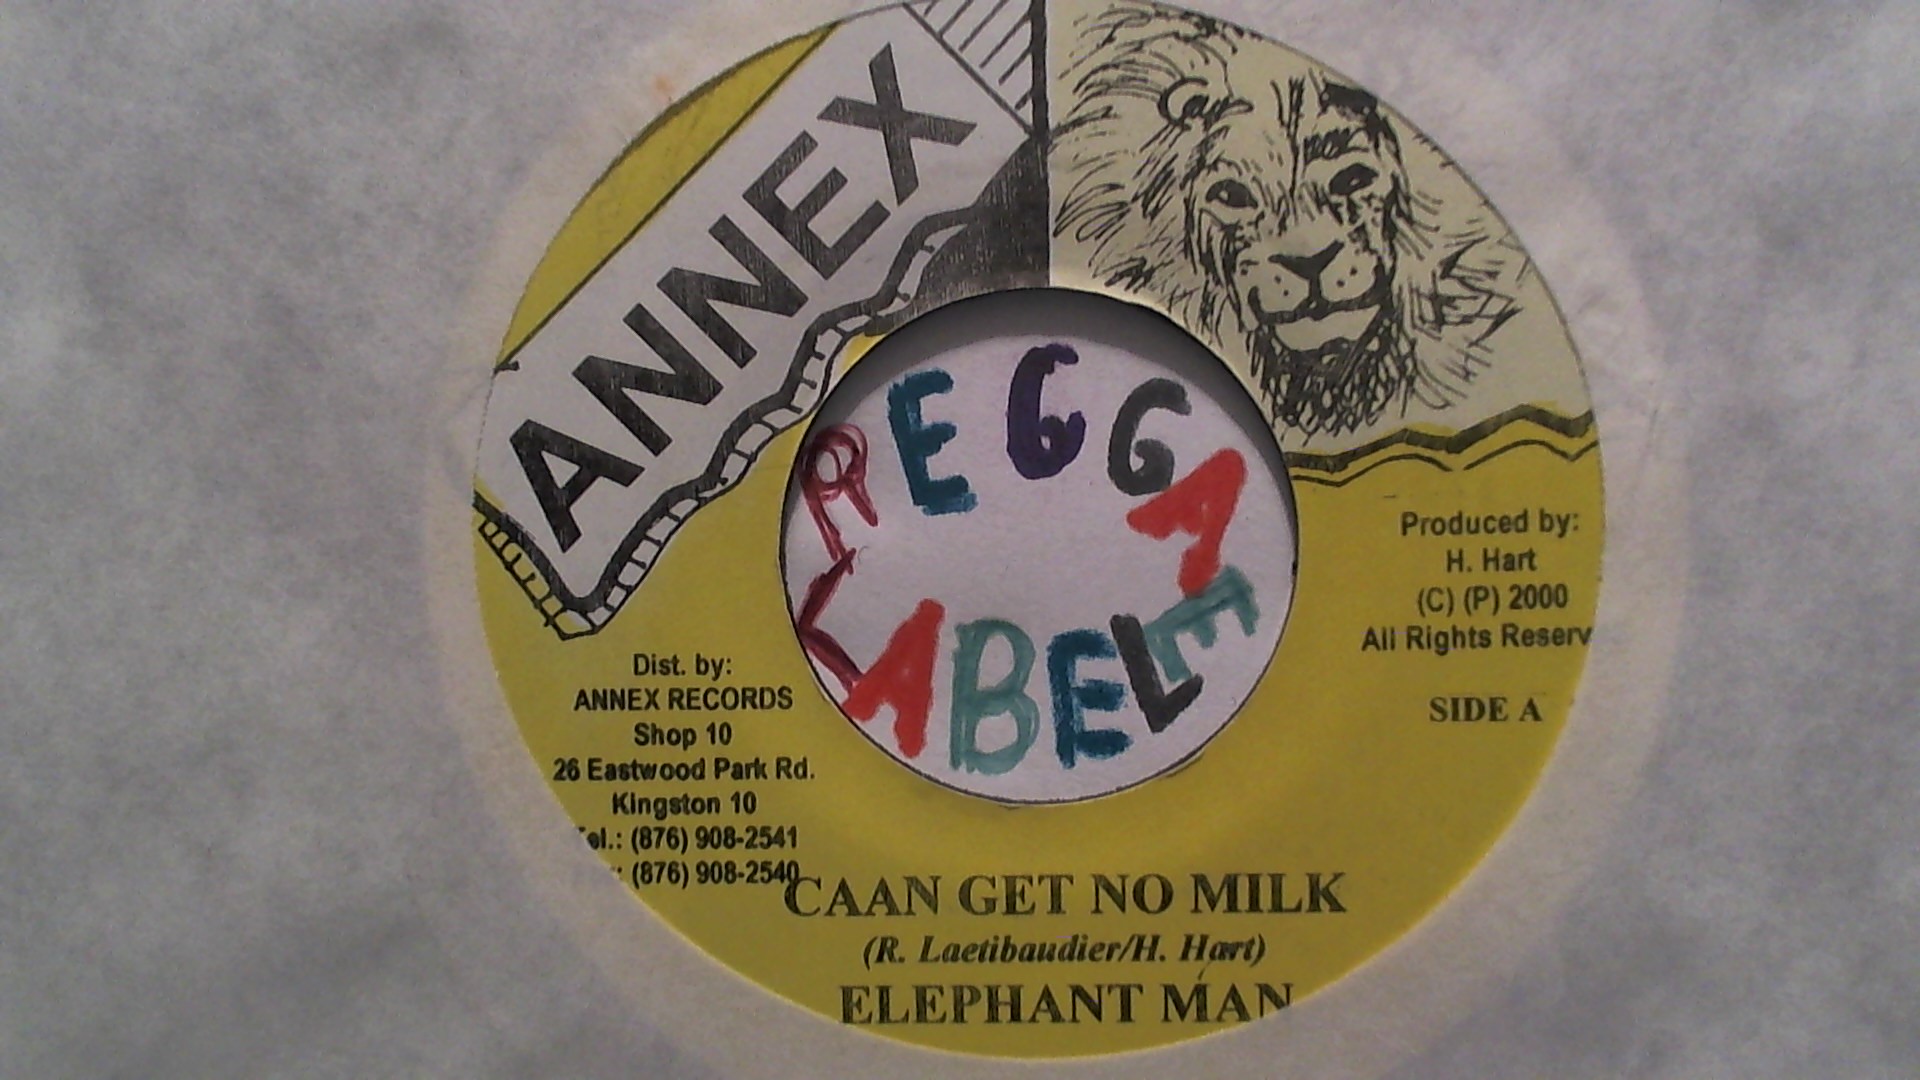 ANNEX
REGGAE
LABEL
Produced by:
H. Hart
(C) (P) 2000
All Rights Reserv
SIDE A
Dist. by:
ANNEX RECORDS
Shop 10
26 Eastwood Park Rd.
Kingston 10
el.: (876) 908-2541
: (876) 908-2540
CAAN GET NO MILK
(R. Laetibaudier/H. Hart)
ELEPHANT MAN